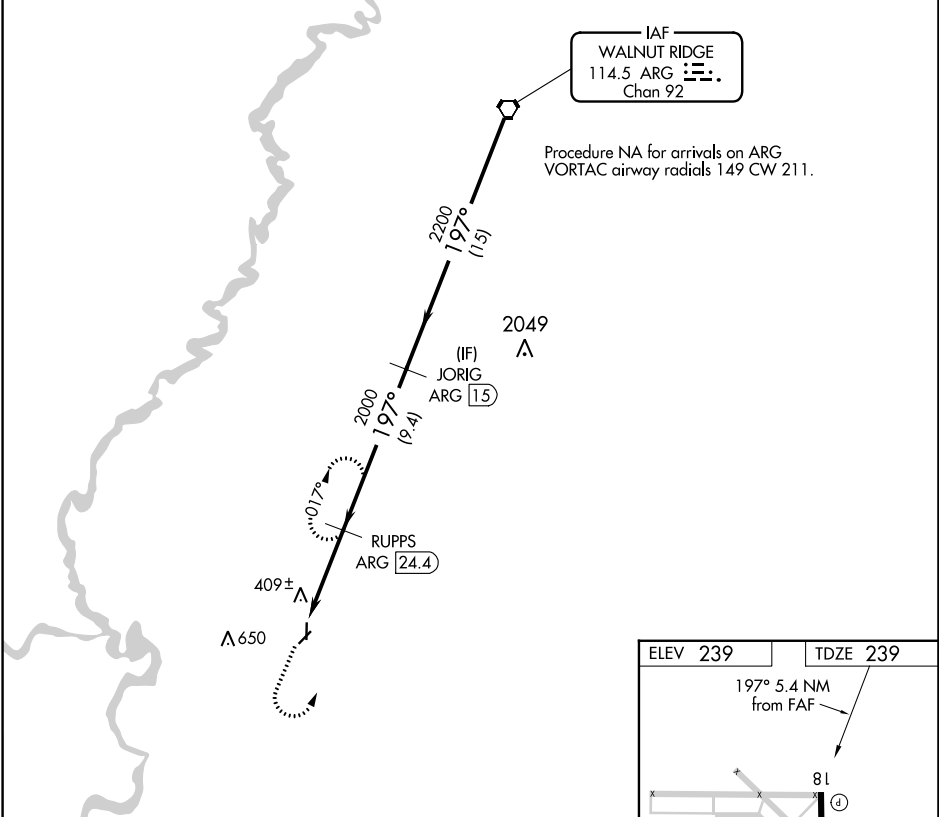 IAF
WALNUT RIDGE
114.5 ARG
Chan 92
Procedure NA for arrivals on ARG
VORTAC airway radials 149 CW 211.
2200
197°
(15)
2049
(IF)
JORIG
ARG 15
2000
197°
(9.4)
017°
RUPPS
ARG 24.4
409±
650
ELEV 239
TDZE 239
197° 5.4 NM
from FAF
18
x
x
x
x
P